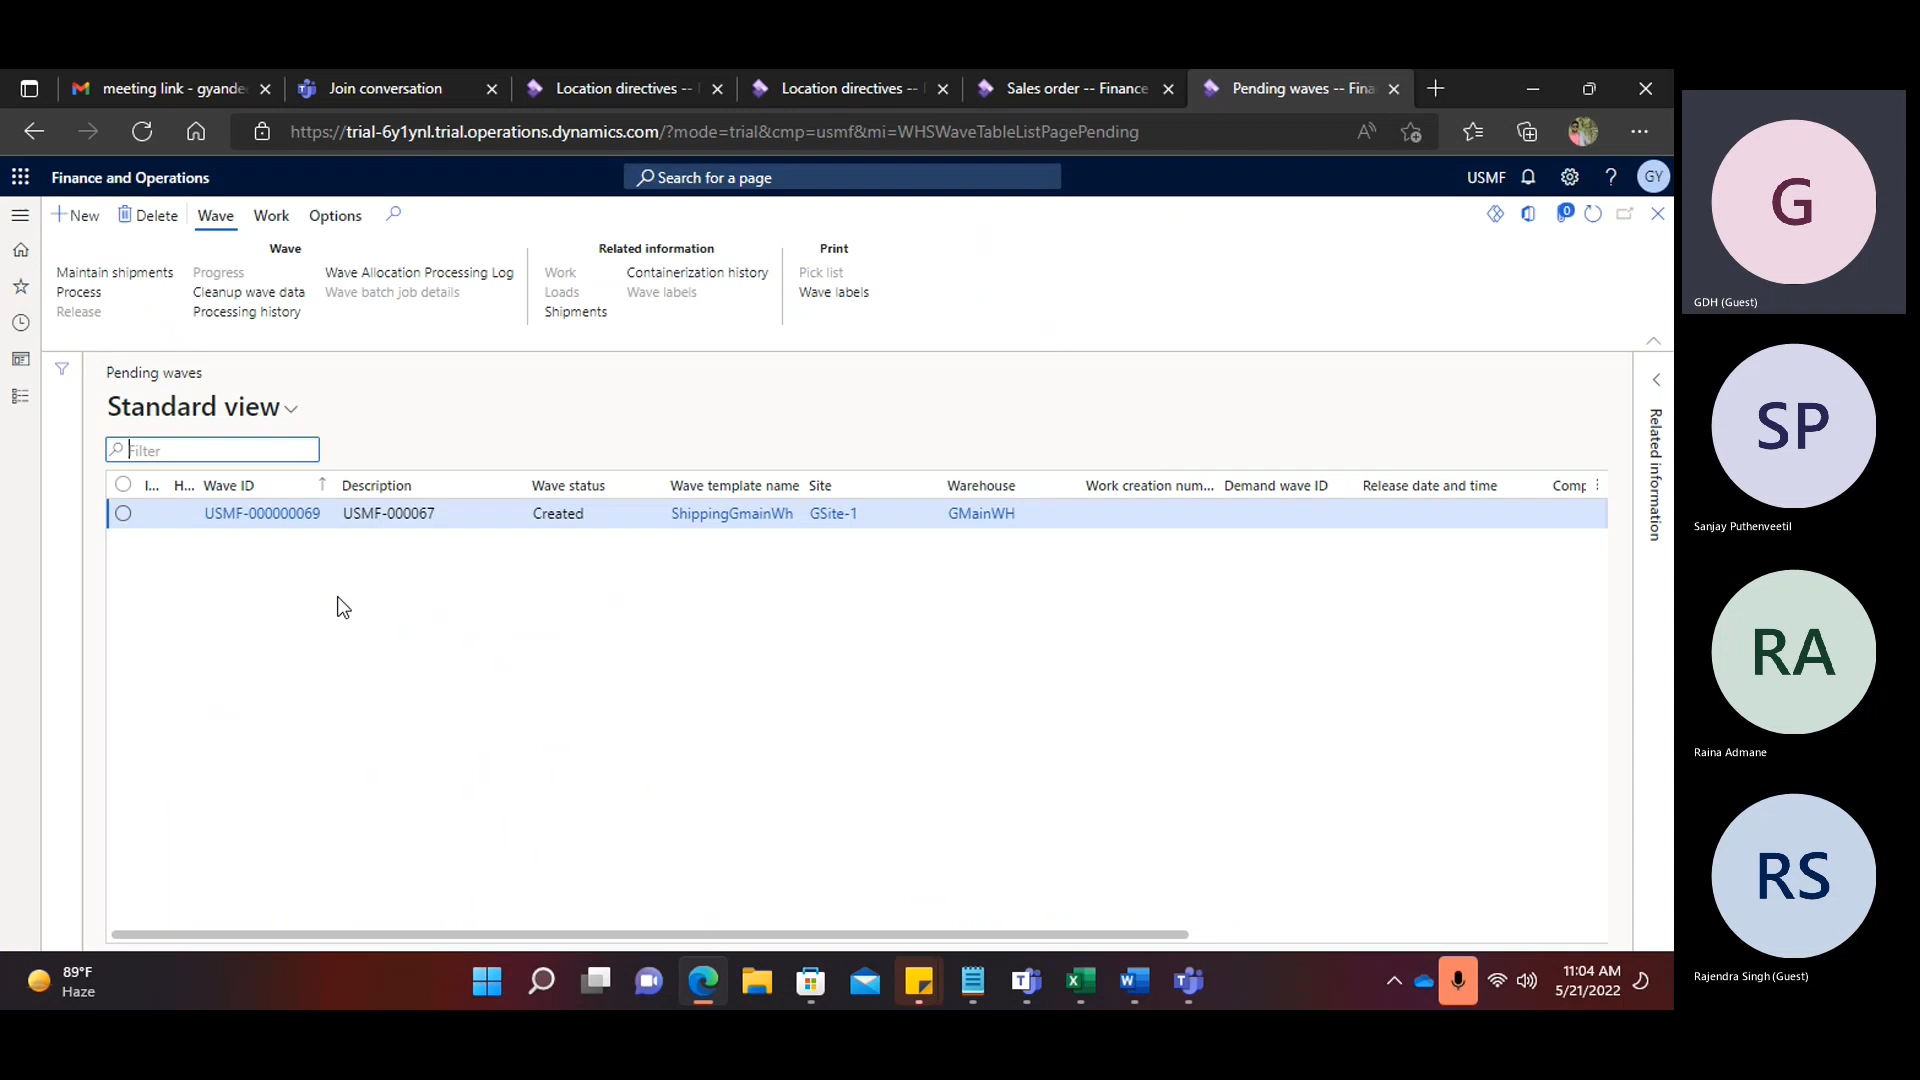 meeting link - gyande
Join conversation
Location directives --
Location directives --
Sales order -- Finance
Pending waves -- Fina
https://trial-6y1ynl.trial.operations.dynamics.com/?mode=trial&cmp=usmf&mi=WHSWaveTableListPagePending
Finance and Operations
Search for a page
USMF
GY
New
Delete
Wave
Work
Options
0
Wave
Maintain shipments
Process
Release
Progress
Cleanup wave data
Processing history
Wave Allocation Processing Log
Wave batch job details
Related information
Work
Loads
Shipments
Containerization history
Wave labels
Print
Pick list
Wave labels
Pending waves
Standard view
Filter
I... H... Wave ID Description Wave status Wave template name Site Warehouse Work creation num... Demand wave ID Release date and time Comp
USMF-000000069 USMF-000067 Created ShippingGmainWh GSite-1 GMainWH
Related information
G
GDH (Guest)
SP
Sanjay Puthenveetil
RA
Raina Admane
RS
Rajendra Singh (Guest)
89°F
Haze
11:04 AM
5/21/2022